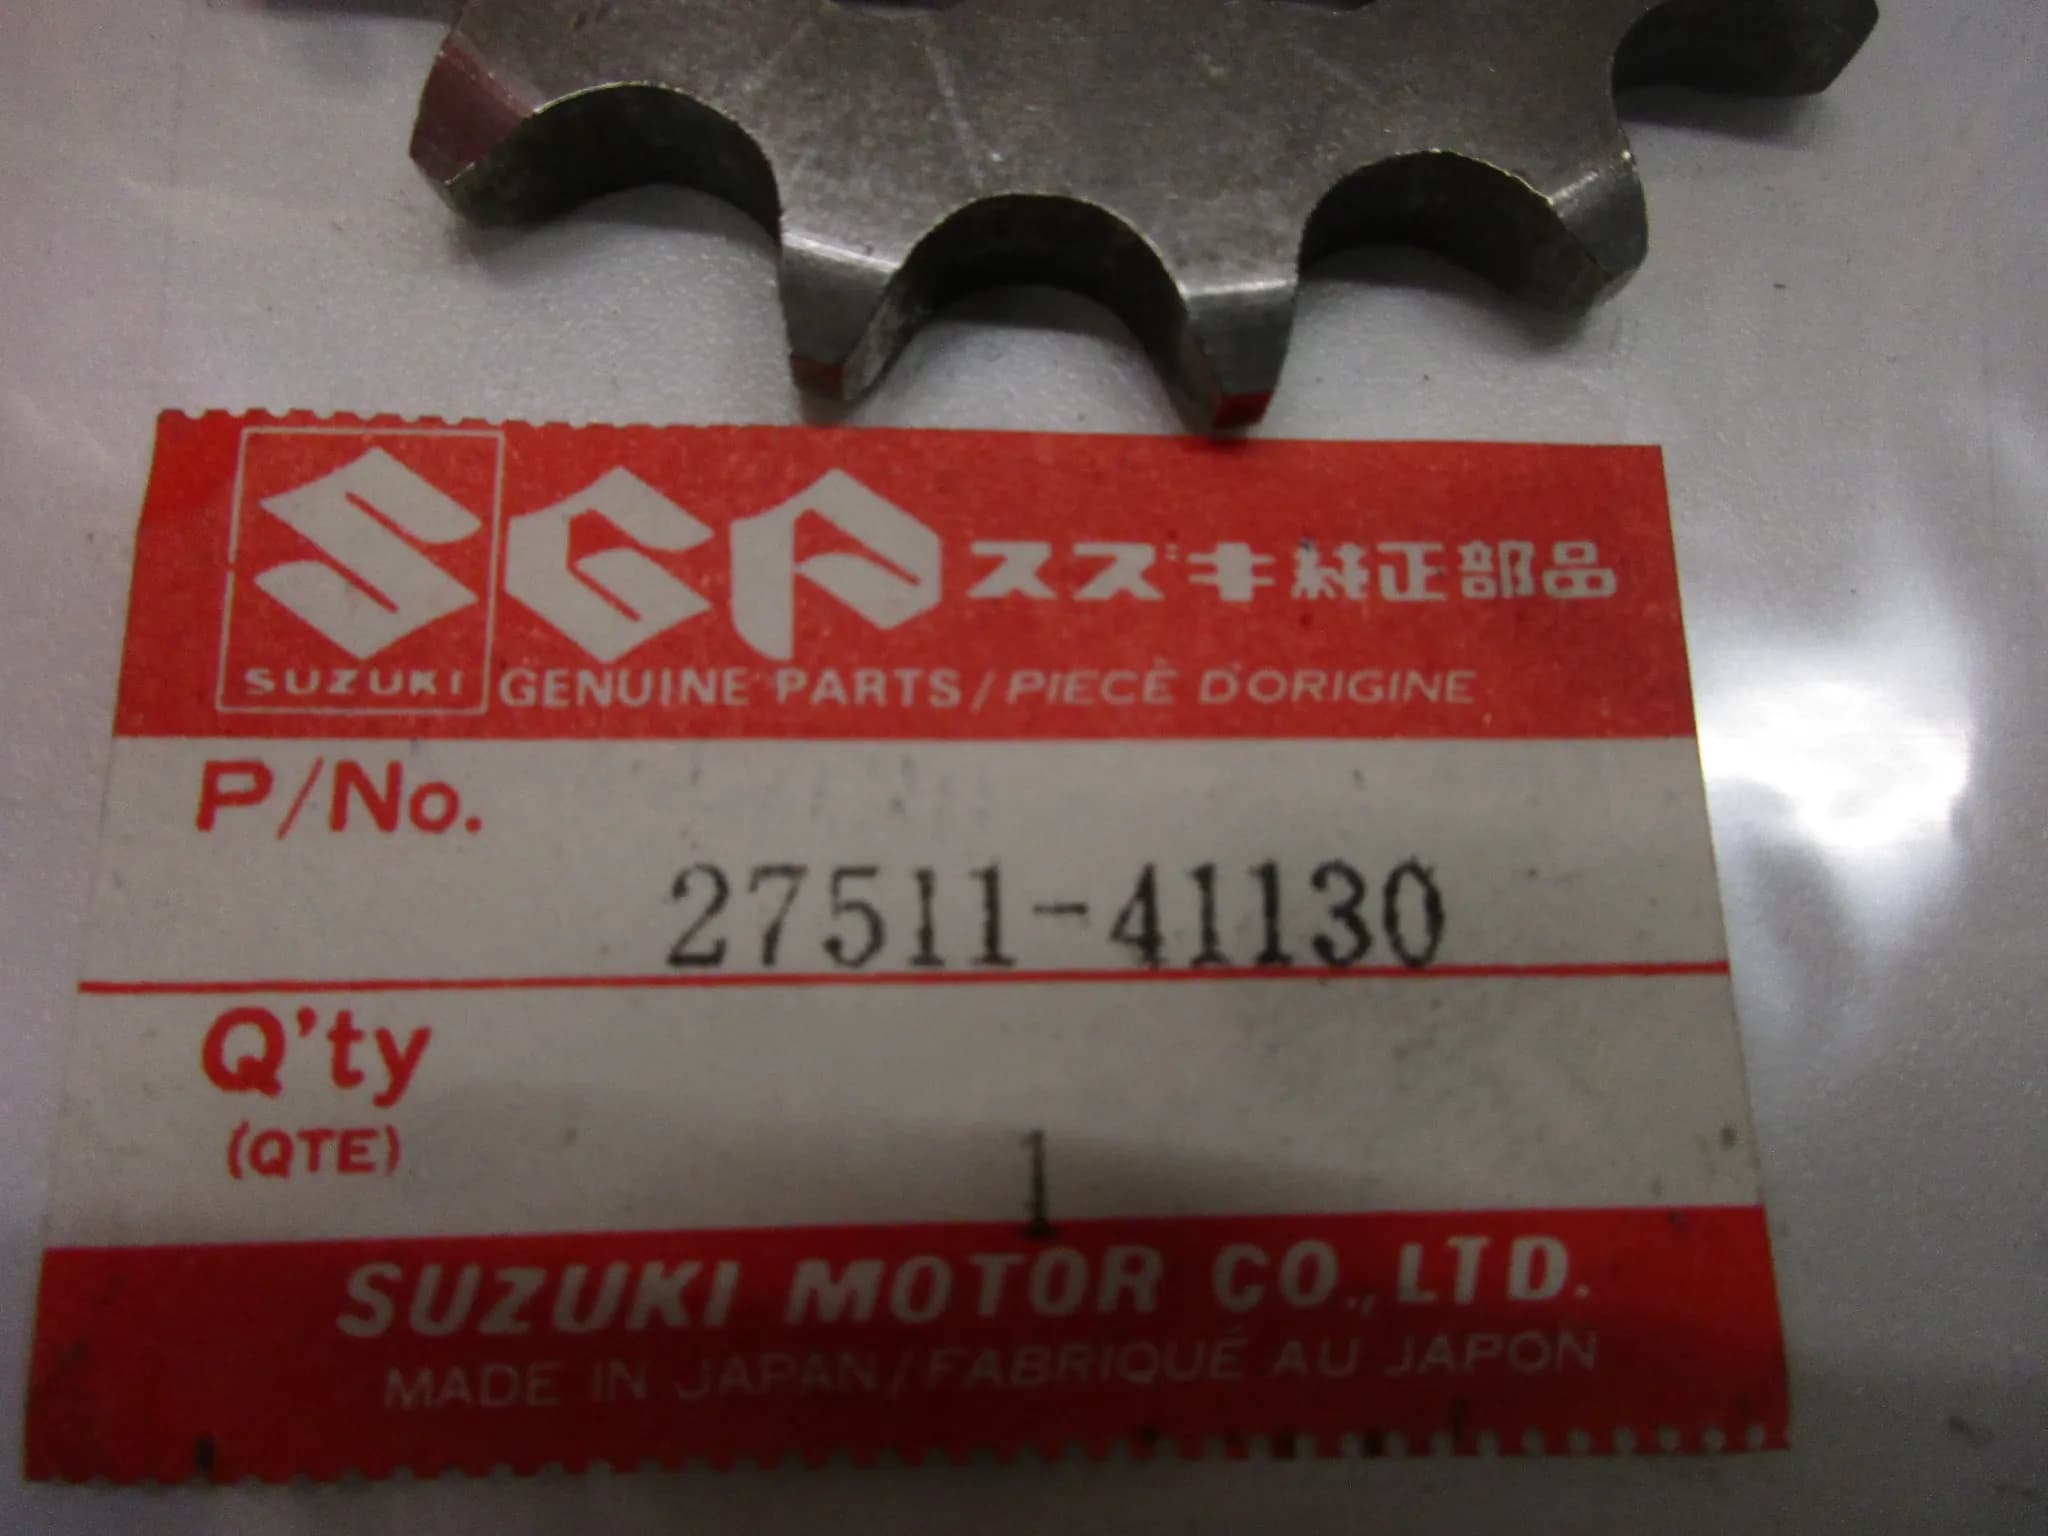 SGP スズキ純正部品
SUZUKI GENUINE PARTS/PIÈCE D'ORIGINE
P/No.
27511-41130
Q'ty
(QTE)
1
SUZUKI MOTOR CO., LTD.
MADE IN JAPAN/FABRIQUÉ AU JAPON